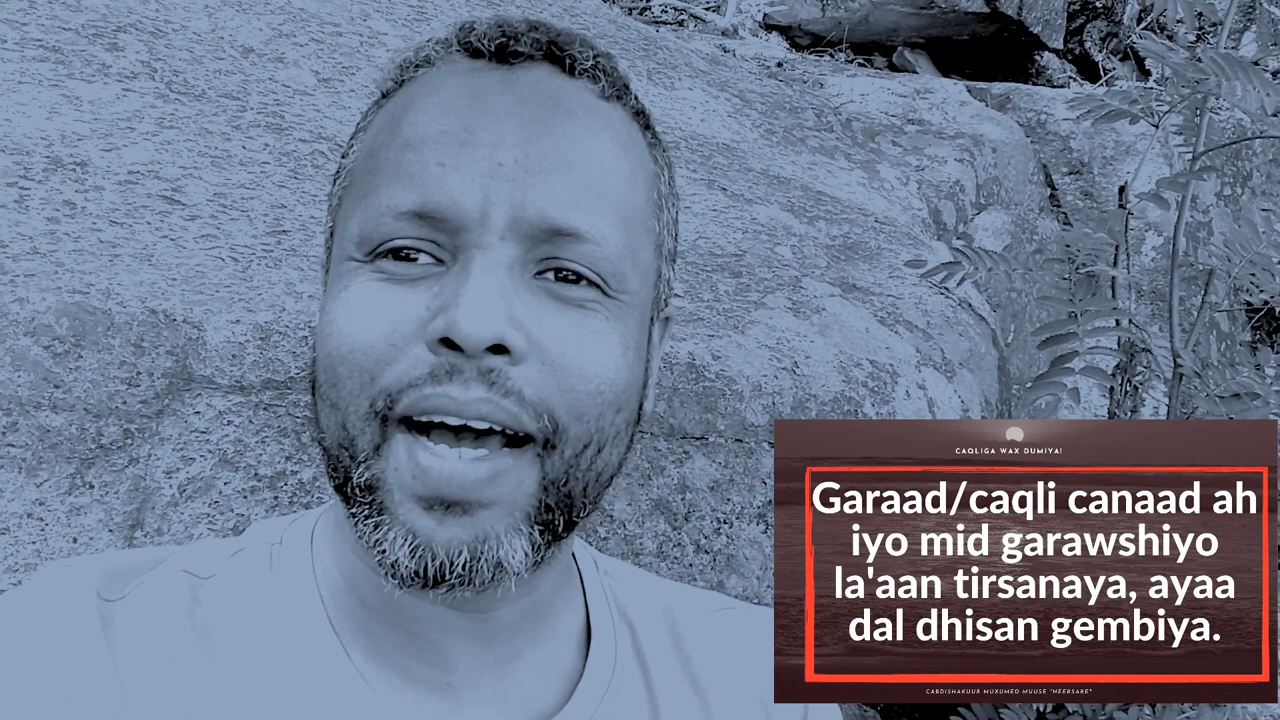 CAQLIGA WAX DUMIYA!
Garaad/caqli canaad ah
iyo mid garawshiyo
la'aan tirsanaya, ayaa
dal dhisan gembiya.
CABDISHAKUUR MUXUMED MUUSE "HEERSARE"